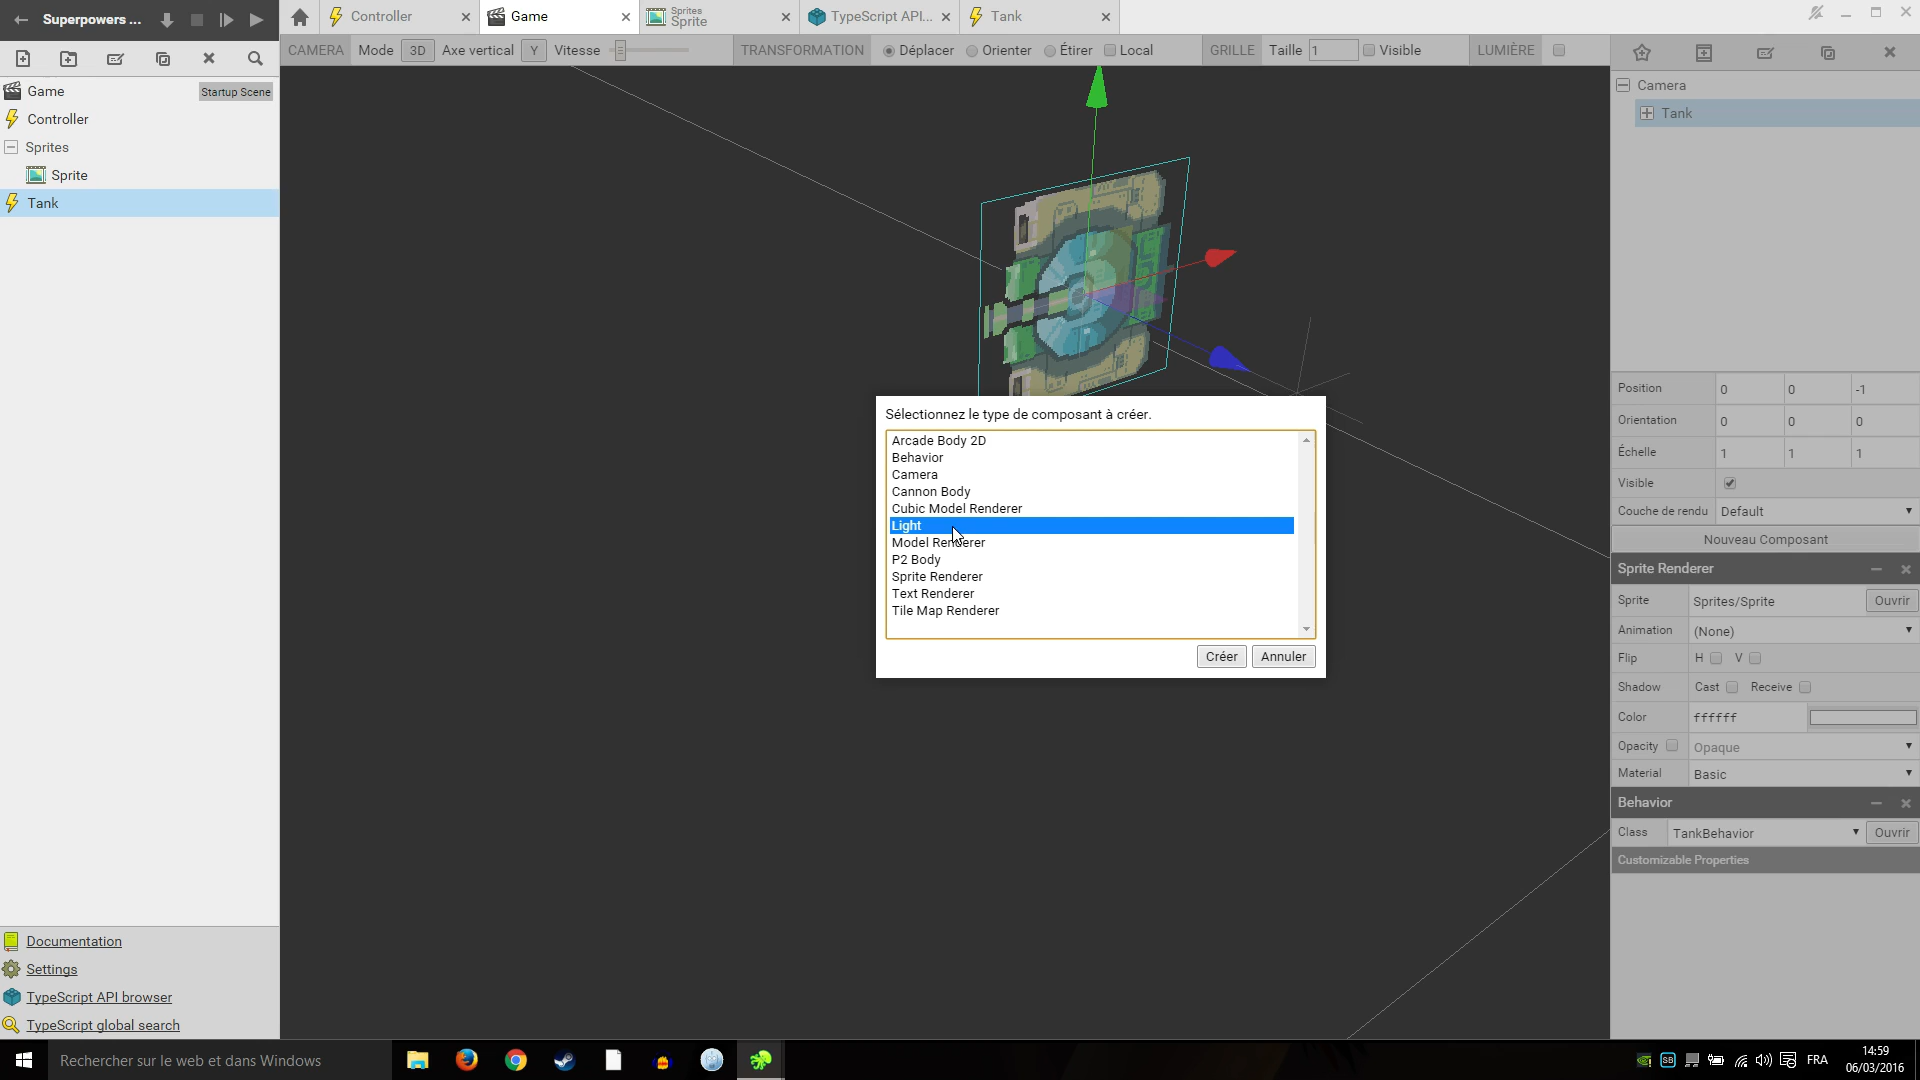 Superpowers ...
Controller
Game
Sprites
Sprite
TypeScript API...
Tank
CAMERA Mode 3D Axe vertical Y Vitesse TRANSFORMATION Déplacer Orienter Étirer Local GRILLE Taille 1 Visible LUMIÈRE
Game Startup Scene
Controller
Sprites
Sprite
Tank
Documentation
Settings
TypeScript API browser
TypeScript global search
Sélectionnez le type de composant à créer.
Arcade Body 2D
Behavior
Camera
Cannon Body
Cubic Model Renderer
Light
Model Renderer
P2 Body
Sprite Renderer
Text Renderer
Tile Map Renderer
Créer Annuler
Camera
Tank
Position 0 0 -1
Orientation 0 0 0
Échelle 1 1 1
Visible
Couche de rendu Default
Nouveau Composant
Sprite Renderer
Sprite Sprites/Sprite Ouvrir
Animation (None)
Flip H V
Shadow Cast Receive
Color ffffff
Opacity Opaque
Material Basic
Behavior
Class TankBehavior Ouvrir
Customizable Properties
Rechercher sur le web et dans Windows
SB
FRA
14:59
06/03/2016